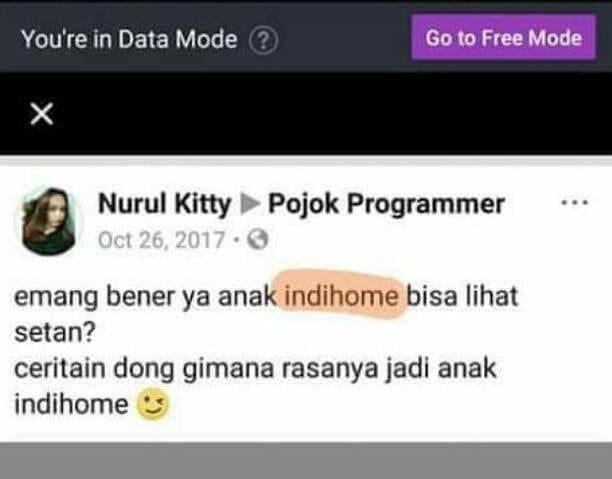 You're in Data Mode ?
Go to Free Mode
Nurul Kitty ▶ Pojok Programmer
Oct 26, 2017 ·
emang bener ya anak indihome bisa lihat
setan?
ceritain dong gimana rasanya jadi anak
indihome 😉